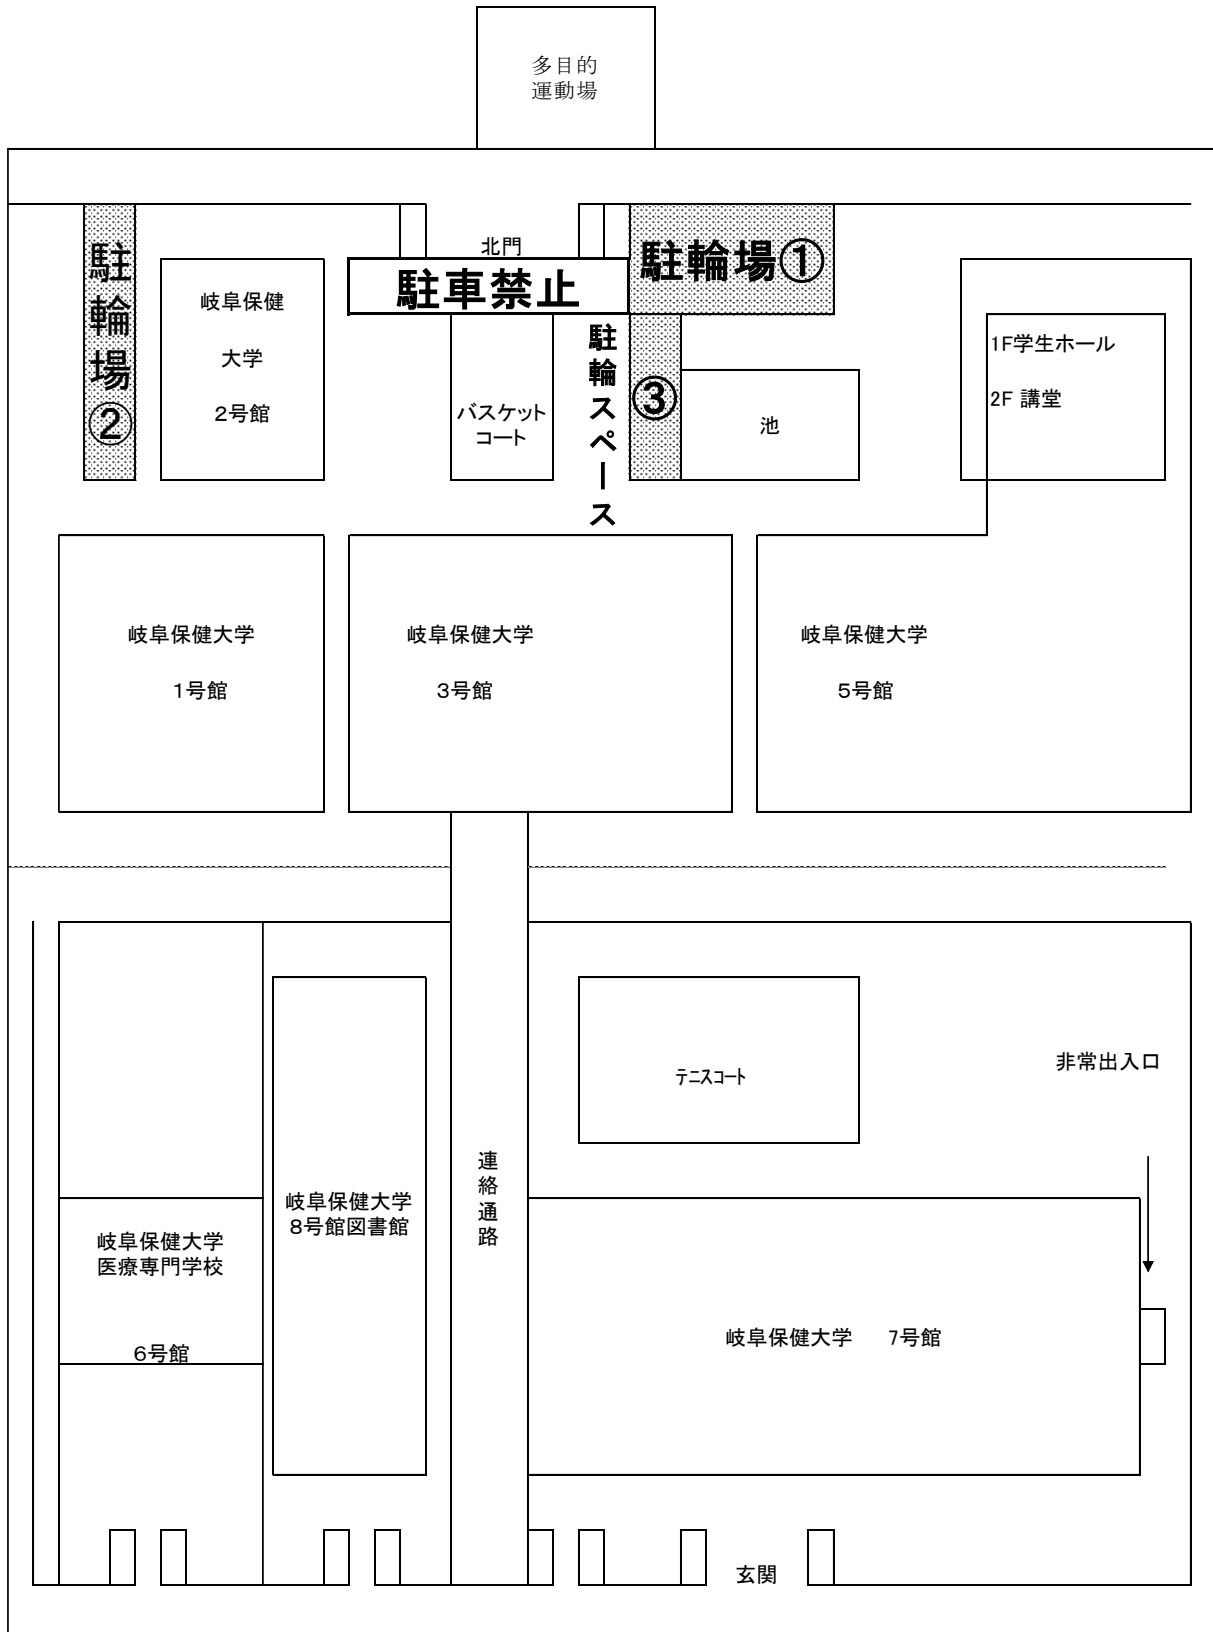 多目的
運動場
北門
駐車禁止
駐輪場①
駐輪場②
岐阜保健
大学
2号館
バスケット
コート
駐輪スペース
③
池
1F学生ホール
2F 講堂
岐阜保健大学
1号館
岐阜保健大学
3号館
岐阜保健大学
5号館
テニスコート
非常出入口
連絡通路
岐阜保健大学
8号館図書館
岐阜保健大学
医療専門学校
6号館
岐阜保健大学 7号館
玄関